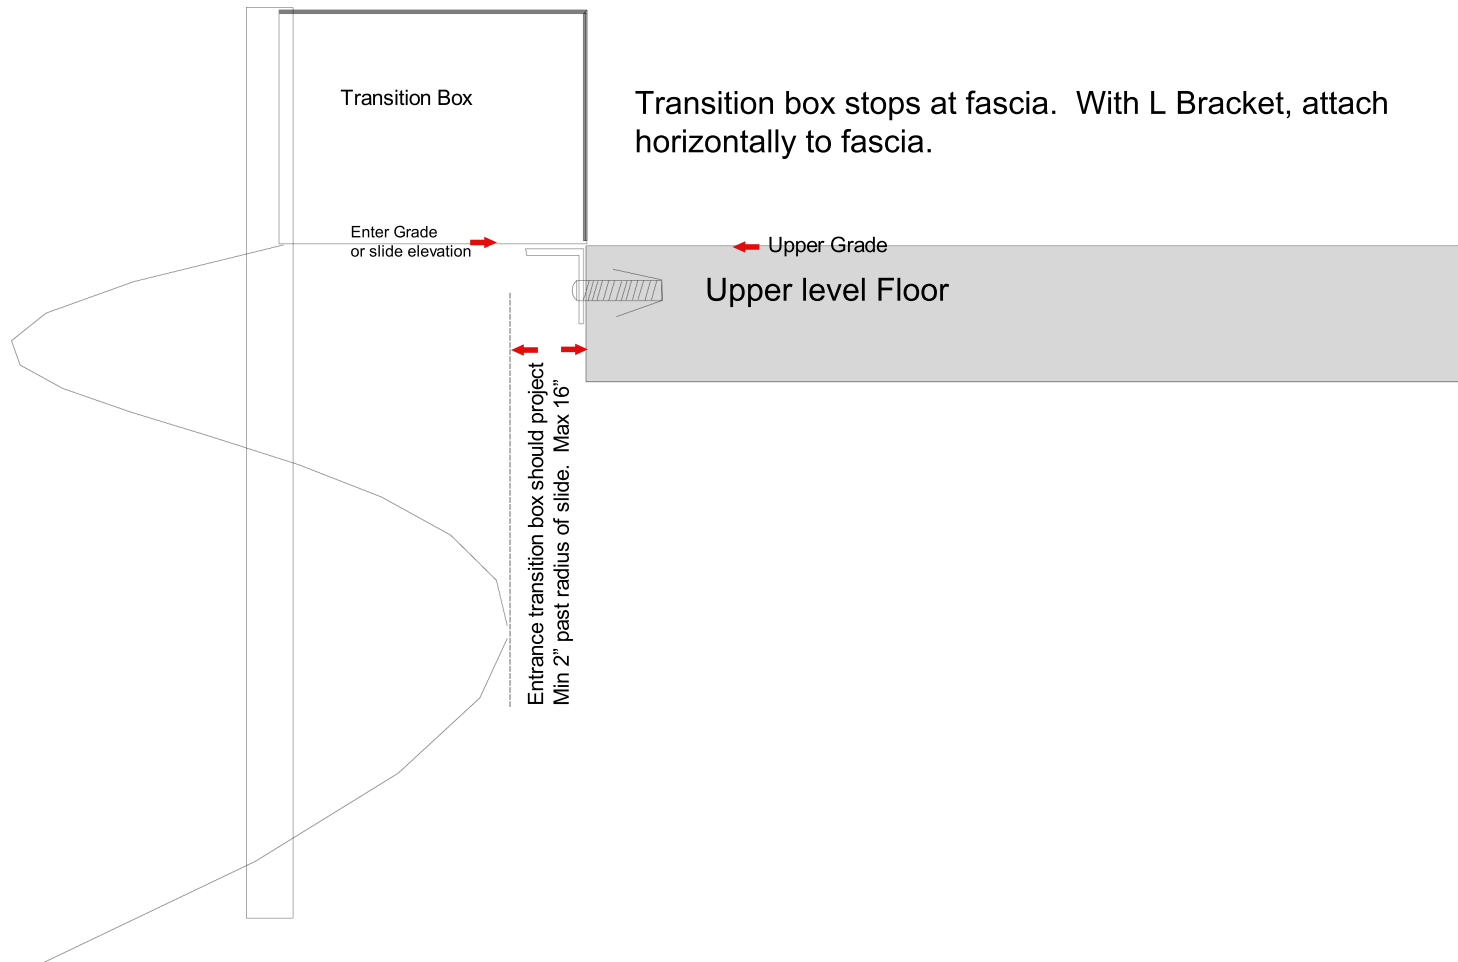 Transition Box
Transition box stops at fascia.  With L Bracket, attach
horizontally to fascia.
Enter Grade
or slide elevation
Upper Grade
Upper level Floor
Entrance transition box should project
Min 2” past radius of slide.  Max 16”